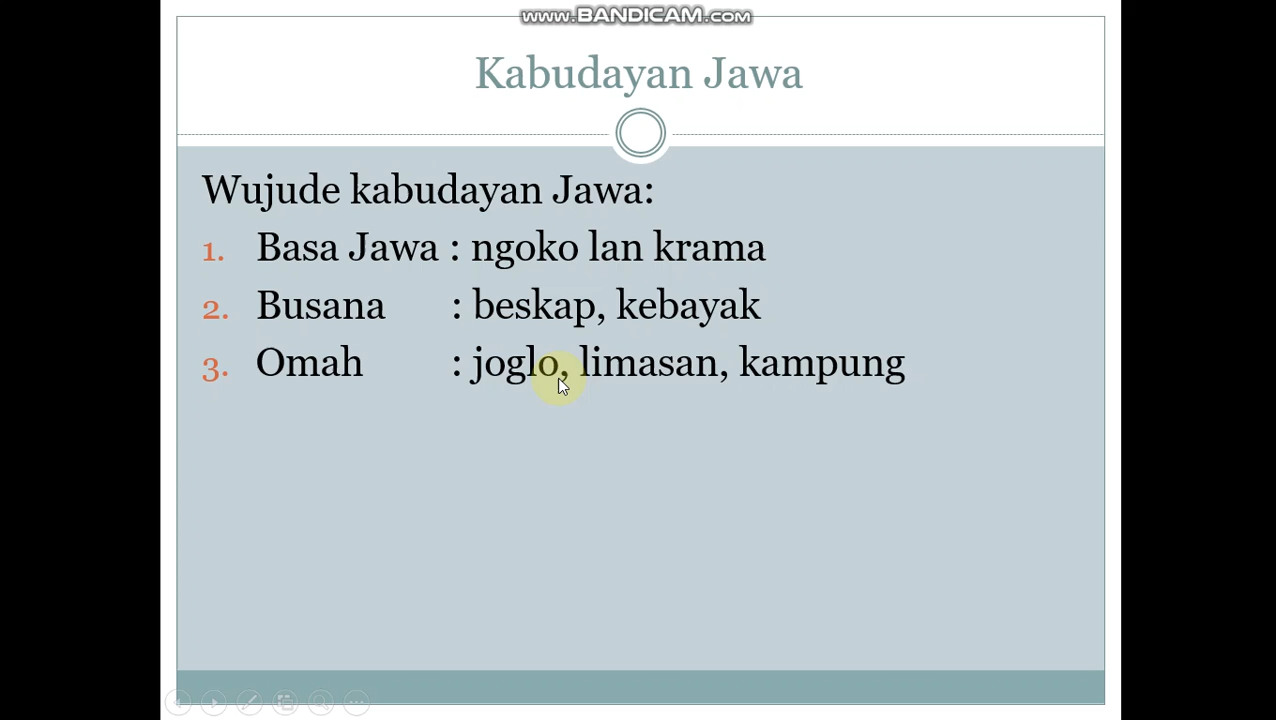 www.BANDICAM.com
Kabudayan Jawa
Wujude kabudayan Jawa:
1. Basa Jawa : ngoko lan krama
2. Busana : beskap, kebayak
3. Omah : joglo, limasan, kampung